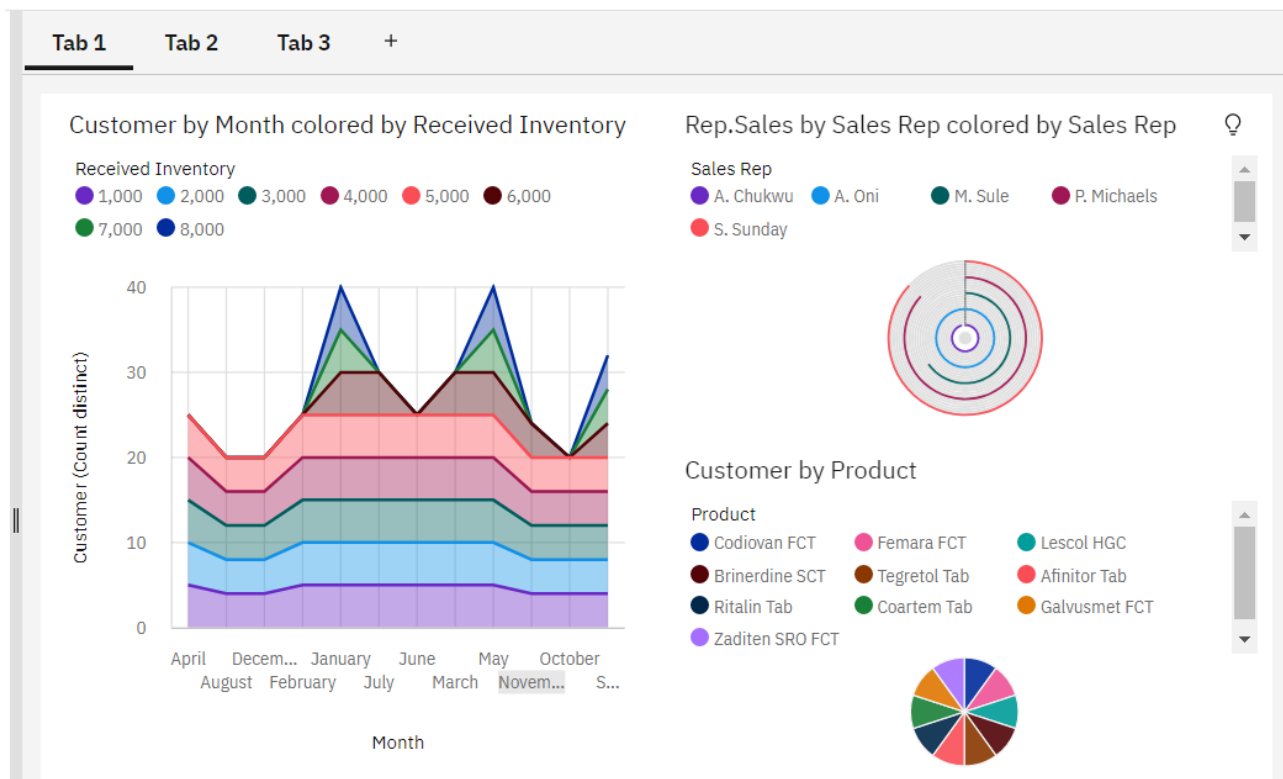 Tab 1 Tab 2 Tab 3 +
Customer by Month colored by Received Inventory
Received Inventory
1,000 2,000 3,000 4,000 5,000 6,000
7,000 8,000
40
30
20
10
0
Customer (Count distinct)
April Decem... January June May October
August February July March Novem... S...
Month
Rep.Sales by Sales Rep colored by Sales Rep
Sales Rep
A. Chukwu A. Oni M. Sule P. Michaels
S. Sunday
Customer by Product
Product
Codiovan FCT Femara FCT Lescol HGC
Brinerdine SCT Tegretol Tab Afinitor Tab
Ritalin Tab Coartem Tab Galvusmet FCT
Zaditen SRO FCT